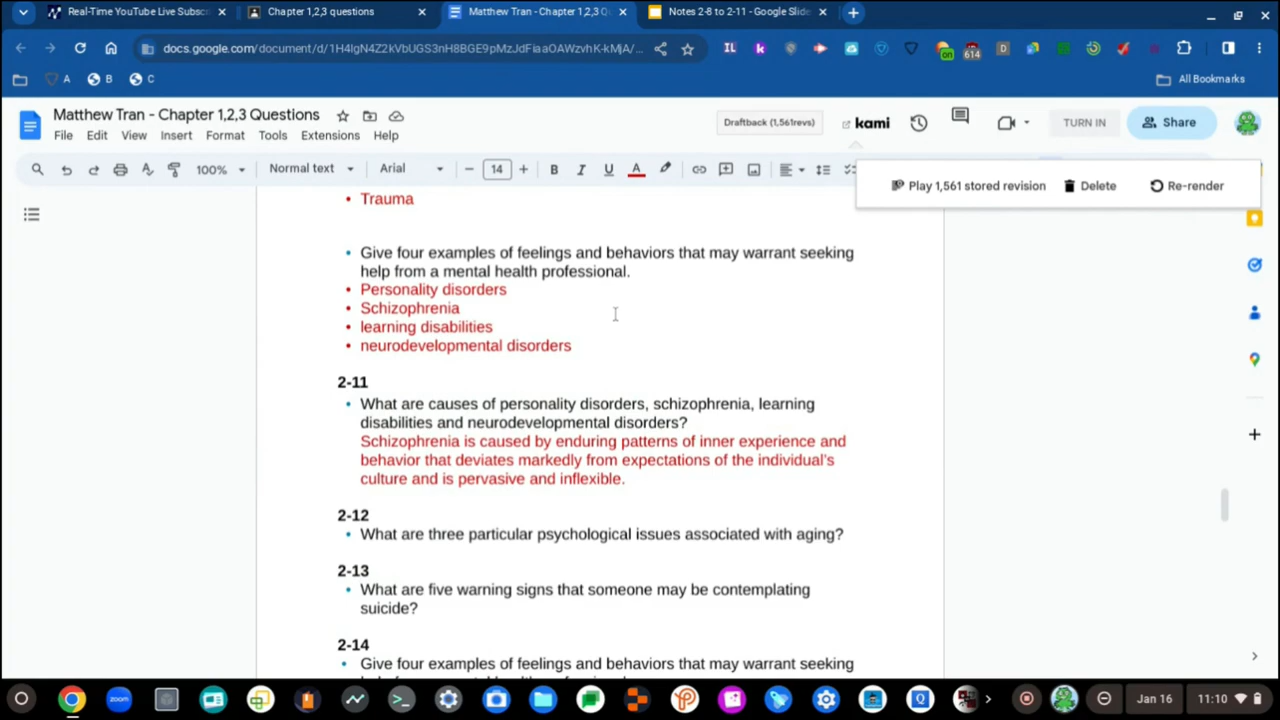 Real-Time YouTube Live Subscr
Chapter 1,2,3 questions
Matthew Tran - Chapter 1,2,3 Q
Notes 2-8 to 2-11 - Google Slide
docs.google.com/document/d/1H4IgN4Z2kVbUGS3nH8BGE9pMzJdFiaaOAWzvhK-kMjA/...
A
B
C
All Bookmarks
Matthew Tran - Chapter 1,2,3 Questions
File Edit View Insert Format Tools Extensions Help
Draftback (1,561revs)
kami
TURN IN
Share
100%
Normal text
Arial
14
B I U A
Play 1,561 stored revision
Delete
Re-render
• Trauma
• Give four examples of feelings and behaviors that may warrant seeking
help from a mental health professional.
• Personality disorders
• Schizophrenia
• learning disabilities
• neurodevelopmental disorders
2-11
• What are causes of personality disorders, schizophrenia, learning
disabilities and neurodevelopmental disorders?
Schizophrenia is caused by enduring patterns of inner experience and
behavior that deviates markedly from expectations of the individual's
culture and is pervasive and inflexible.
2-12
• What are three particular psychological issues associated with aging?
2-13
• What are five warning signs that someone may be contemplating
suicide?
2-14
• Give four examples of feelings and behaviors that may warrant seeking
Jan 16
11:10